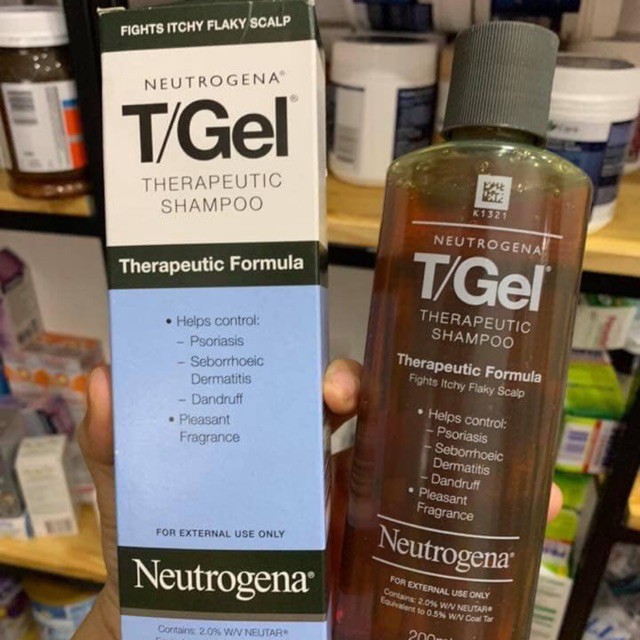 FIGHTS ITCHY FLAKY SCALP
NEUTROGENA®
T/Gel®
THERAPEUTIC
SHAMPOO
Therapeutic Formula
• Helps control:
– Psoriasis
– Seborrhoeic
Dermatitis
– Dandruff
• Pleasant
Fragrance
FOR EXTERNAL USE ONLY
Neutrogena®
Contains: 2.0% W/V NEUTAR®
K1321
NEUTROGENA®
T/Gel®
THERAPEUTIC
SHAMPOO
Therapeutic Formula
Fights Itchy Flaky Scalp
• Helps control:
– Psoriasis
– Seborrhoeic
Dermatitis
– Dandruff
• Pleasant
Fragrance
Neutrogena®
FOR EXTERNAL USE ONLY
Contains: 2.0% W/V NEUTAR®
Equivalent to 0.5% W/V Coal Tar